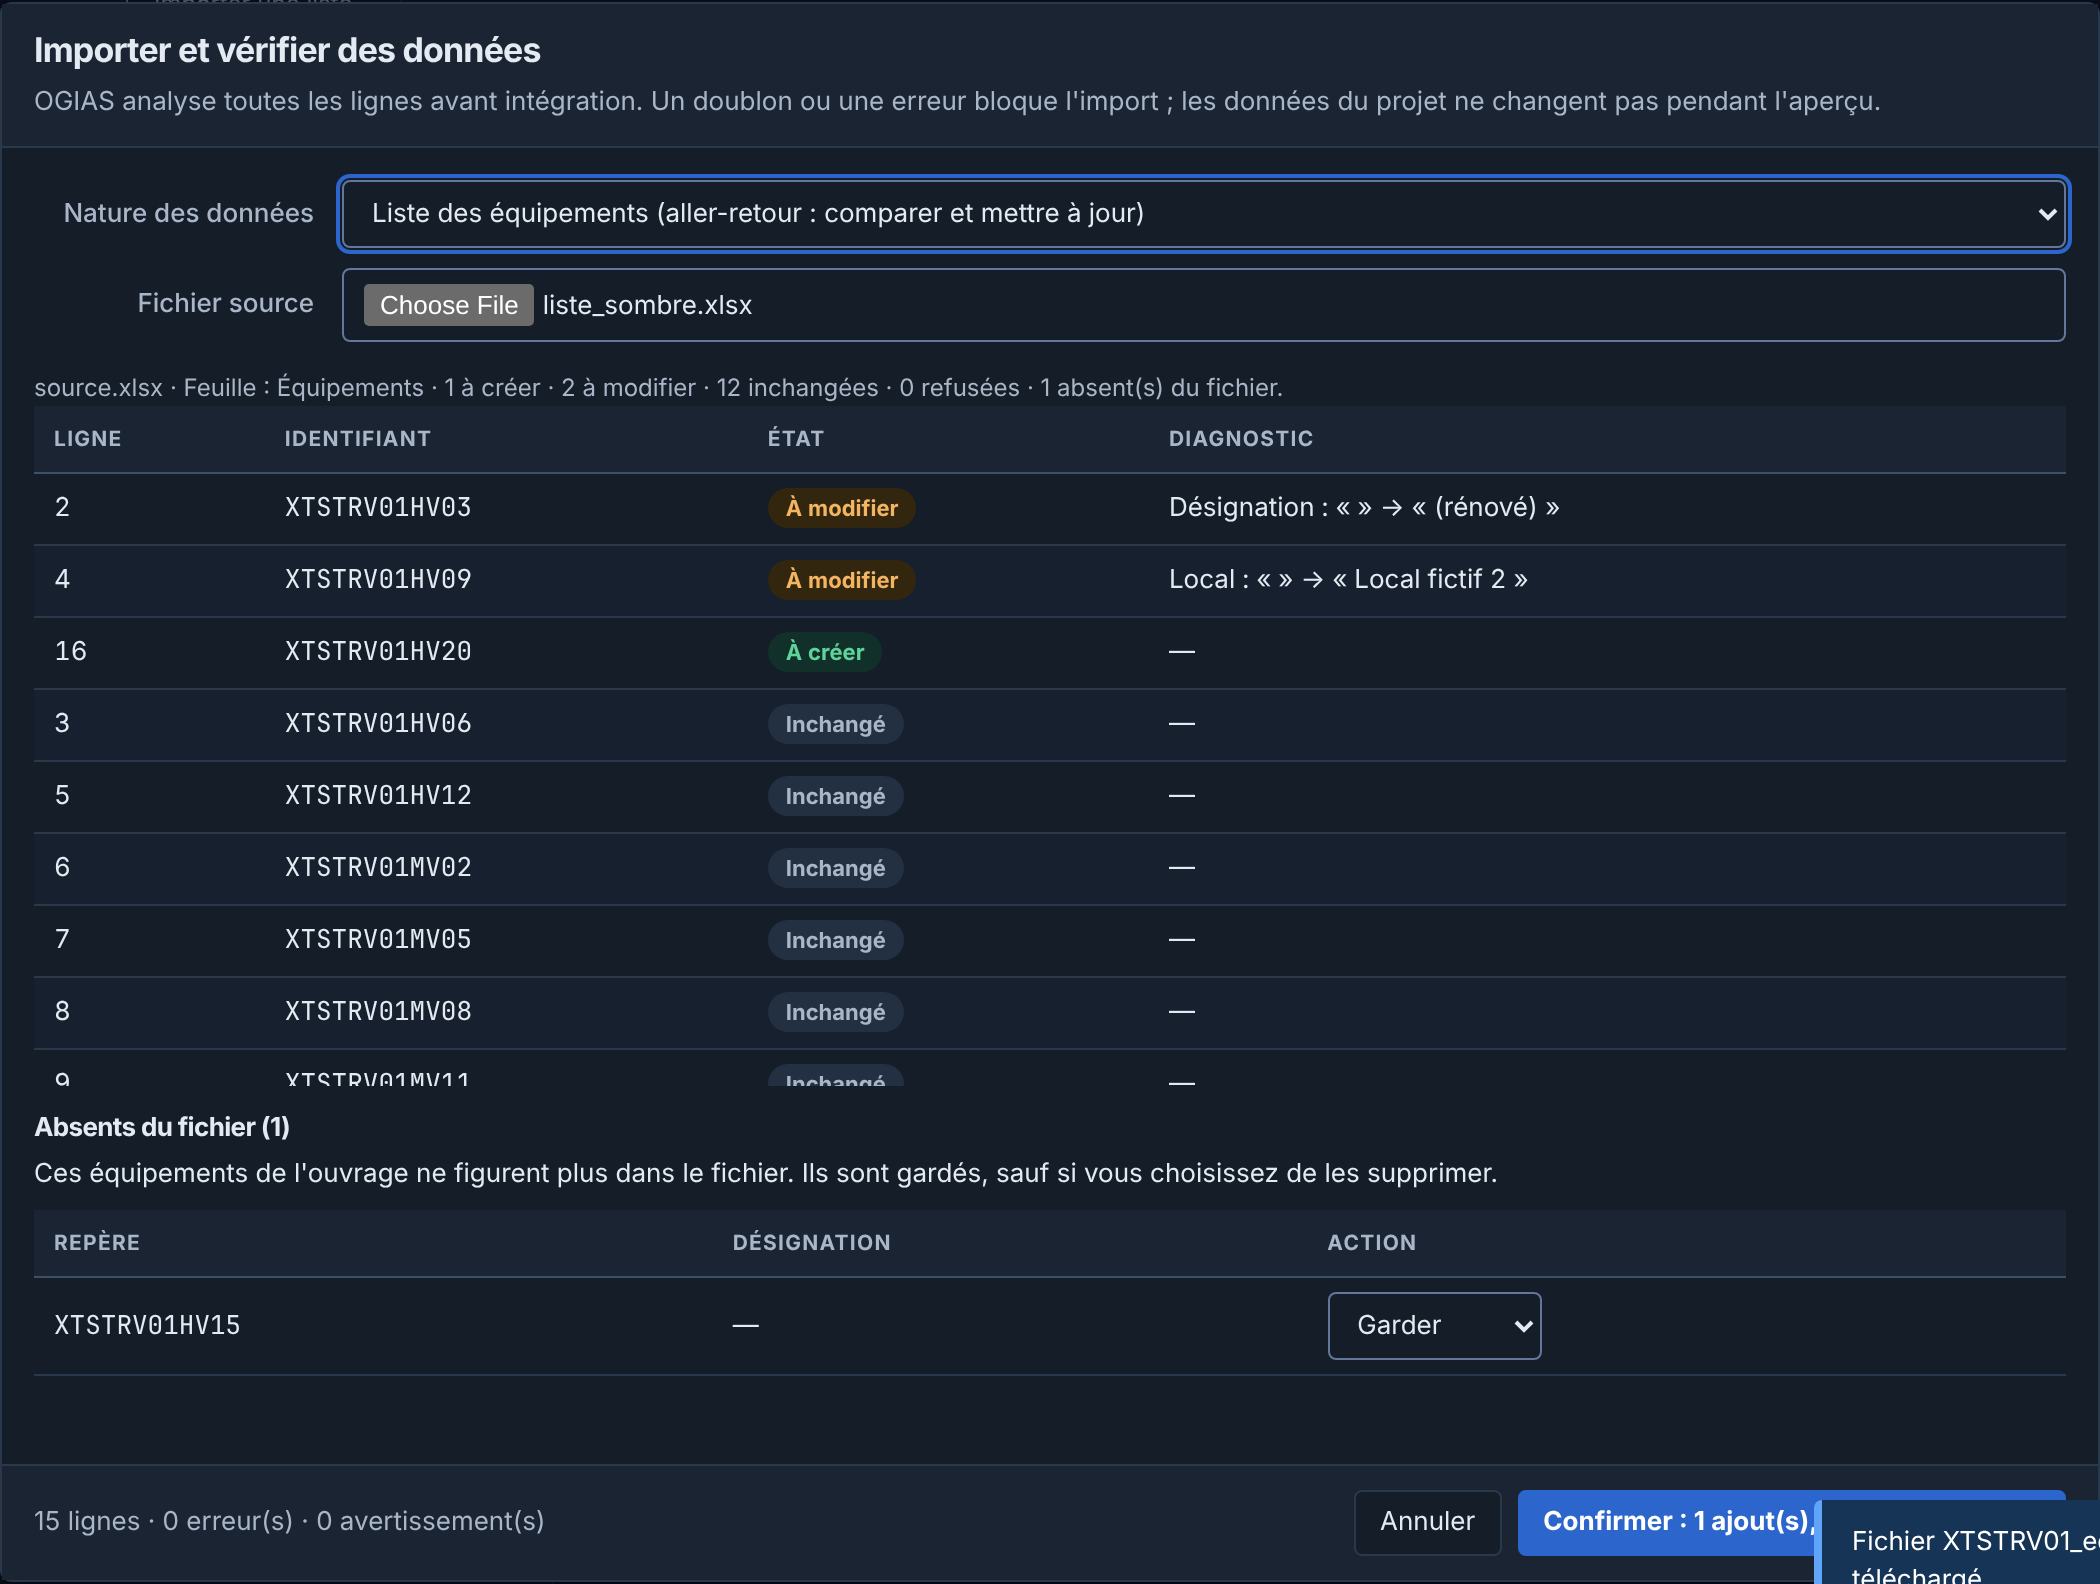 Importer et vérifier des données
OGIAS analyse toutes les lignes avant intégration. Un doublon ou une erreur bloque l'import ; les données du projet ne changent pas pendant l'aperçu.
Nature des données Liste des équipements (aller-retour : comparer et mettre à jour)
Fichier source Choose File liste_sombre.xlsx
source.xlsx · Feuille : Équipements · 1 à créer · 2 à modifier · 12 inchangées · 0 refusées · 1 absent(s) du fichier.
LIGNE IDENTIFIANT ÉTAT DIAGNOSTIC
2 XTSTRV01HV03 À modifier Désignation : « » → « (rénové) »
4 XTSTRV01HV09 À modifier Local : « » → « Local fictif 2 »
16 XTSTRV01HV20 À créer —
3 XTSTRV01HV06 Inchangé —
5 XTSTRV01HV12 Inchangé —
6 XTSTRV01MV02 Inchangé —
7 XTSTRV01MV05 Inchangé —
8 XTSTRV01MV08 Inchangé —
9 XTSTRV01MV11 Inchangé —
Absents du fichier (1)
Ces équipements de l'ouvrage ne figurent plus dans le fichier. Ils sont gardés, sauf si vous choisissez de les supprimer.
REPÈRE DÉSIGNATION ACTION
XTSTRV01HV15 — Garder
15 lignes · 0 erreur(s) · 0 avertissement(s) Annuler Confirmer : 1 ajout(s),
Fichier XTSTRV01_e
téléchargé